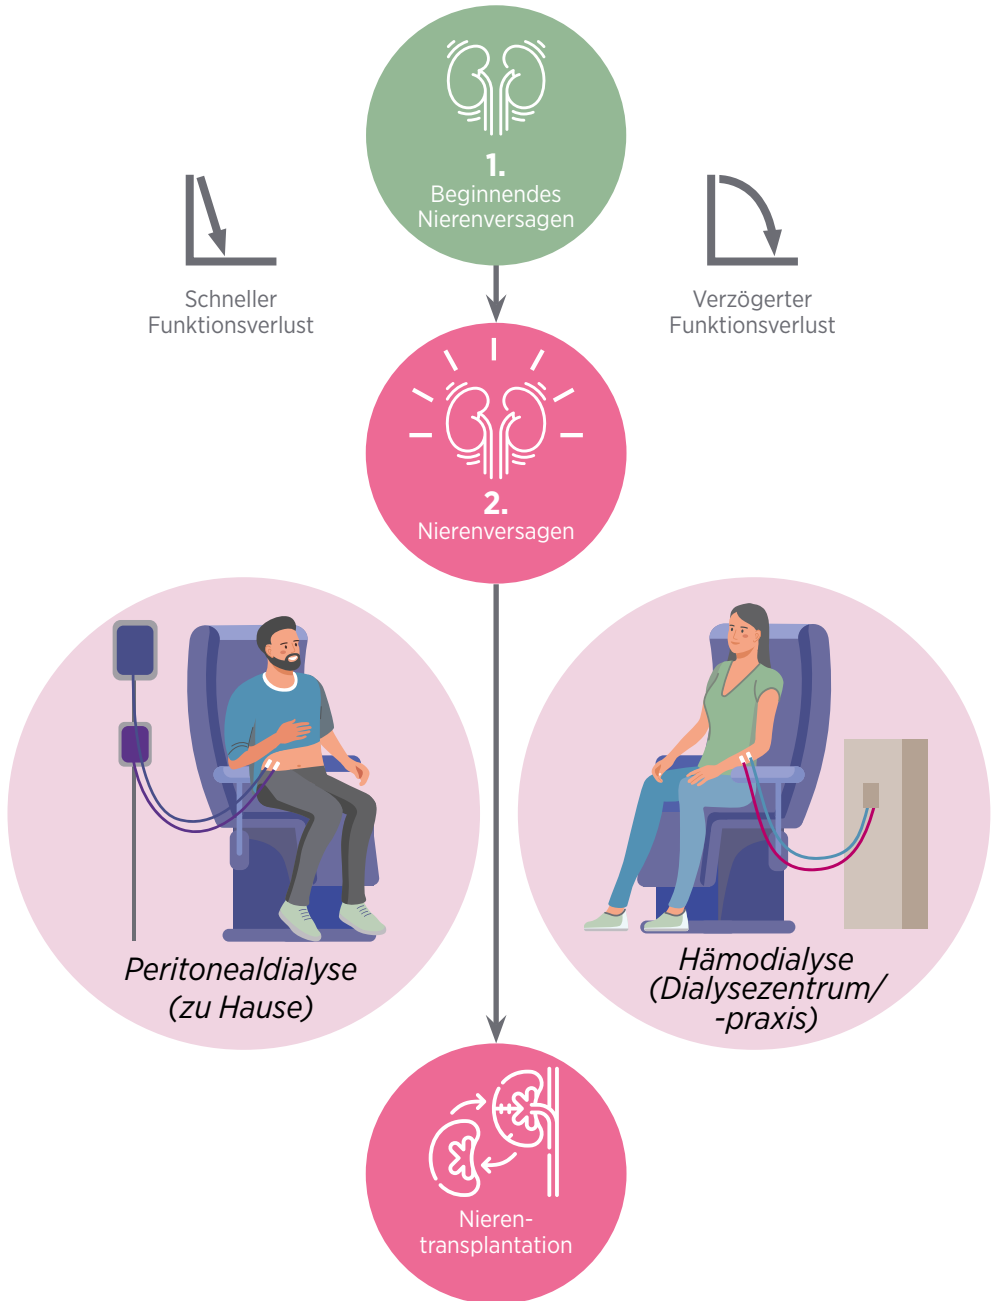 1.
Beginnendes
Nierenversagen
Schneller
Funktionsverlust
Verzögerter
Funktionsverlust
2.
Nierenversagen
Peritonealdialyse
(zu Hause)
Hämodialyse
(Dialysezentrum/
-praxis)
Nieren-
transplantation